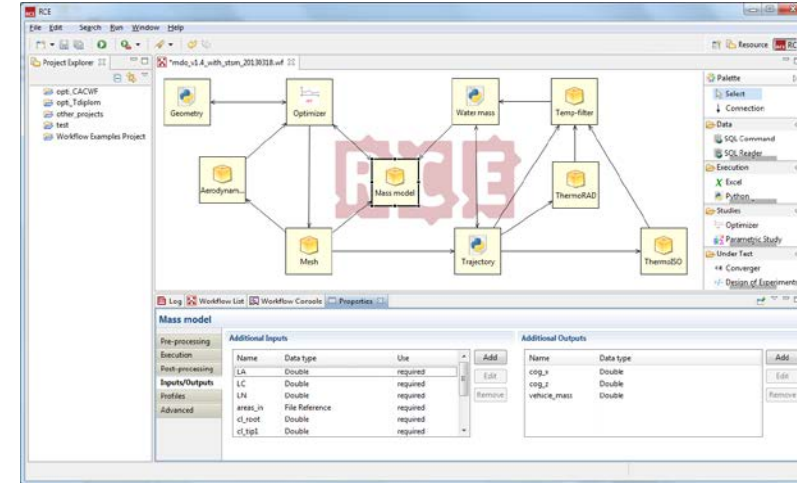 RCE
File Edit Search Run Window Help
Resource RC
Project Explorer
*mdo_v1.4_with_stsm_20130318.wf
opti_CACWF
opti_Tdiplom
other_projects
test
Workflow Examples Project
Geometry
Optimizer
Water mass
Temp-filter
Aerodynam...
Mass model
ThermoRAD
Mesh
Trajectory
ThermoISO
RCE
Palette
Select
Connection
Data
SQL Command
SQL Reader
Execution
Excel
Python
Studies
Optimizer
Parametric Study
Under Test
Converger
Design of Experiments
Log Workflow List Workflow Console Properties
Mass model
Pre-processing
Execution
Post-processing
Inputs/Outputs
Profiles
Advanced
Additional Inputs
Name Data type Use
LA Double required
LC Double required
LN Double required
areas_in File Reference required
cl_root Double required
cl_tip1 Double required
Add
Edit
Remove
Additional Outputs
Name Data type
cog_x Double
cog_z Double
vehicle_mass Double
Add
Edit
Remove